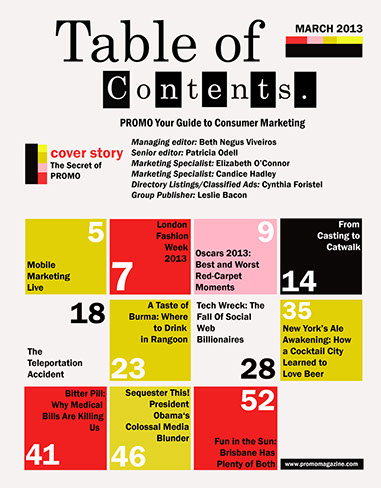 MARCH 2013
Table of
Contents.
PROMO Your Guide to Consumer Marketing
cover story
The Secret of
PROMO
Managing editor: Beth Negus Viveiros
Senior editor: Patricia Odell
Marketing Specialist: Elizabeth O'Connor
Marketing Specialist: Candice Hadley
Directory Listings/Classified Ads: Cynthia Foristel
Group Publisher: Leslie Bacon
5
Mobile
Marketing
Live
London
Fashion
Week
2013
7
9
Oscars 2013:
Best and Worst
Red-Carpet
Moments
From
Casting to
Catwalk
14
18
The
Teleportation
Accident
A Taste of
Burma: Where
to Drink
in Rangoon
23
Tech Wreck: The
Fall Of Social
Web
Billionaires
28
35
New York's Ale
Awakening: How
a Cocktail City
Learned to
Love Beer
Bitter Pill:
Why Medical
Bills Are Killing
Us
41
Sequester This!
President
Obama's
Colossal Media
Blunder
46
52
Fun in the Sun:
Brisbane Has
Plenty of Both
www.promomagazine.com